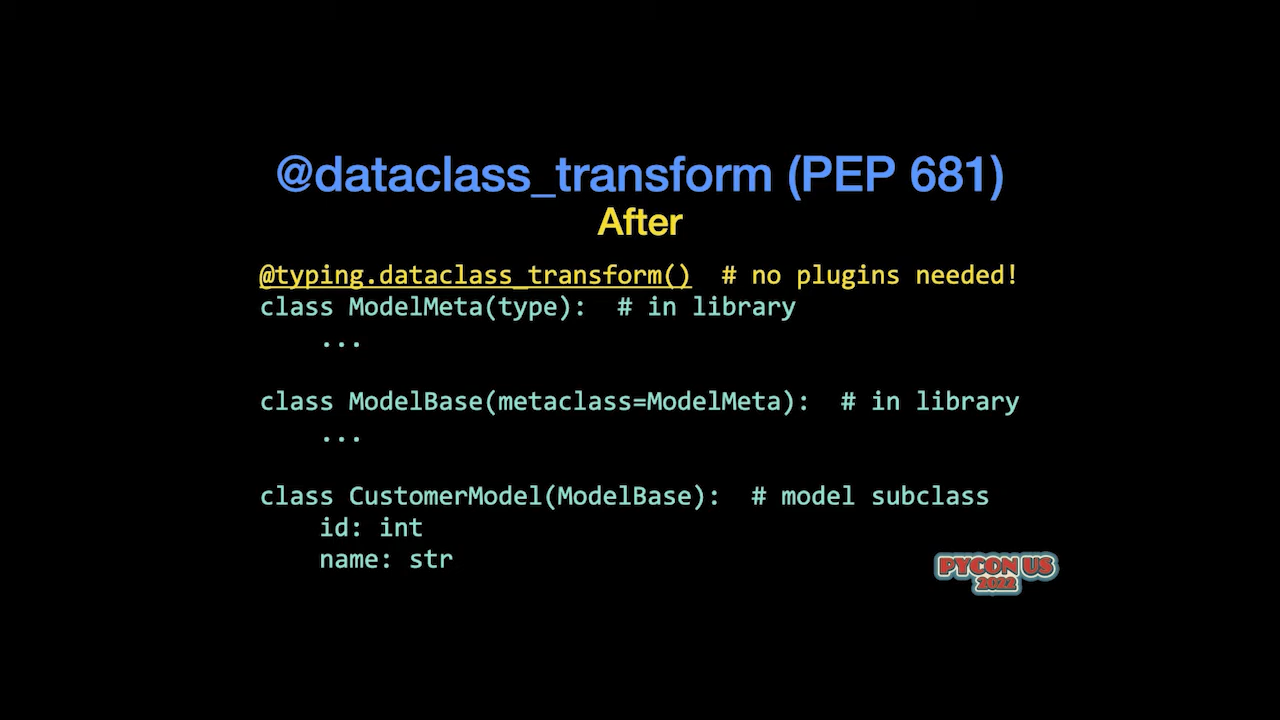 @dataclass_transform (PEP 681)
After
@typing.dataclass_transform()  # no plugins needed!
class ModelMeta(type):  # in library
    ...
class ModelBase(metaclass=ModelMeta):  # in library
    ...
class CustomerModel(ModelBase):  # model subclass
    id: int
    name: str
PYCON US
2022